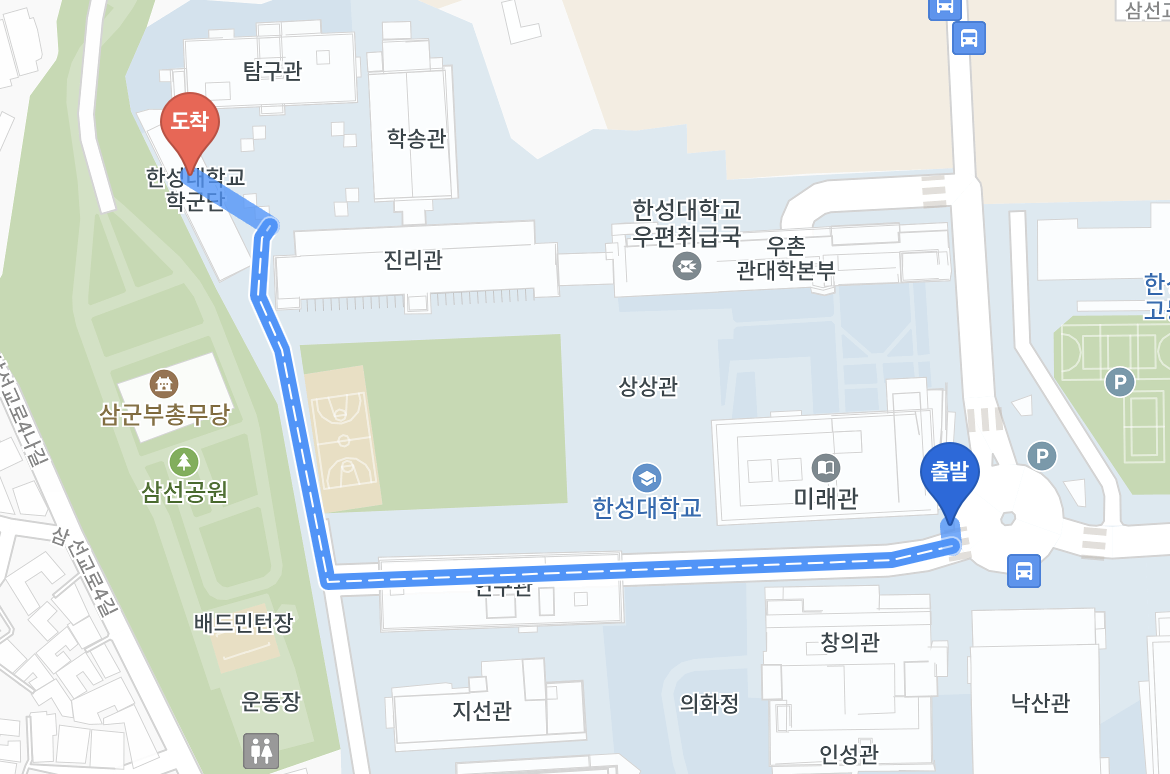 삼선교
탐구관
도착
학송관
한성대학교
학군단
한성대학교
우편취급국
우촌
관대학본부
진리관
한성
고등
P
상상관
삼선교로4나길
삼군부총무당
출발
P
삼선공원
한성대학교
미래관
삼선교로4길
연구관
배드민턴장
창의관
운동장
지선관
의화정
낙산관
인성관